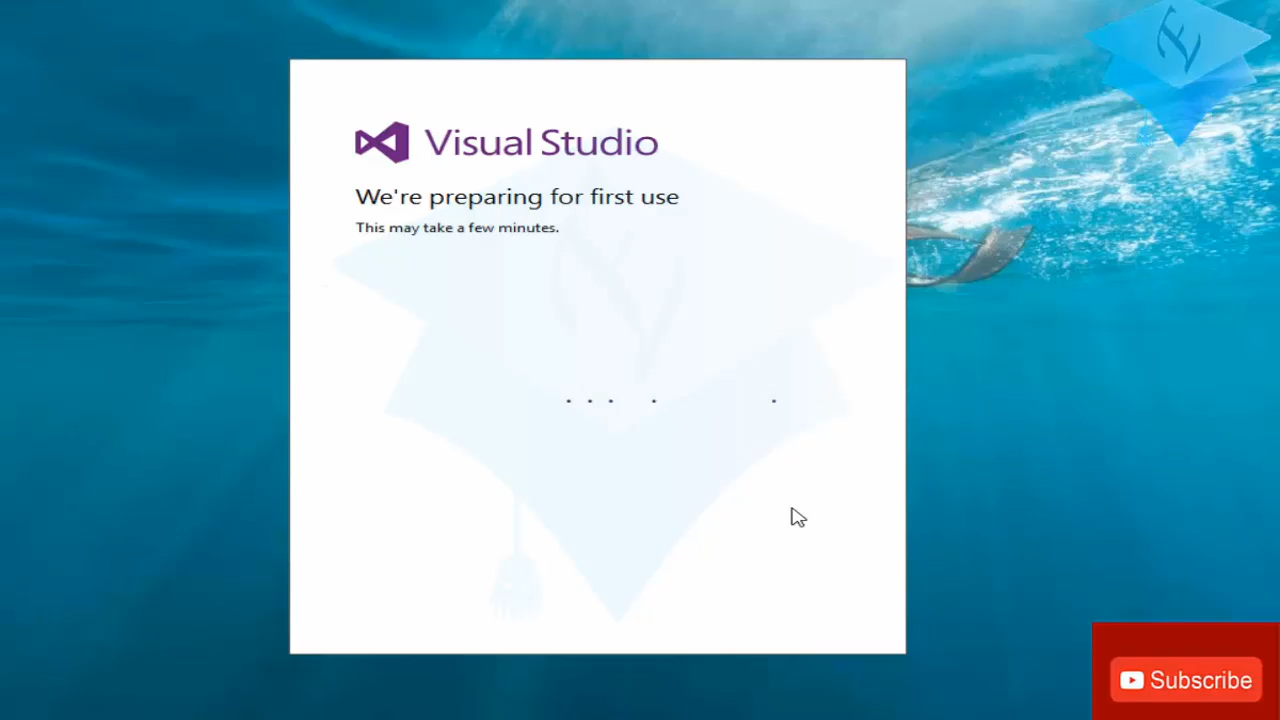 Visual Studio
We're preparing for first use
This may take a few minutes.
Subscribe